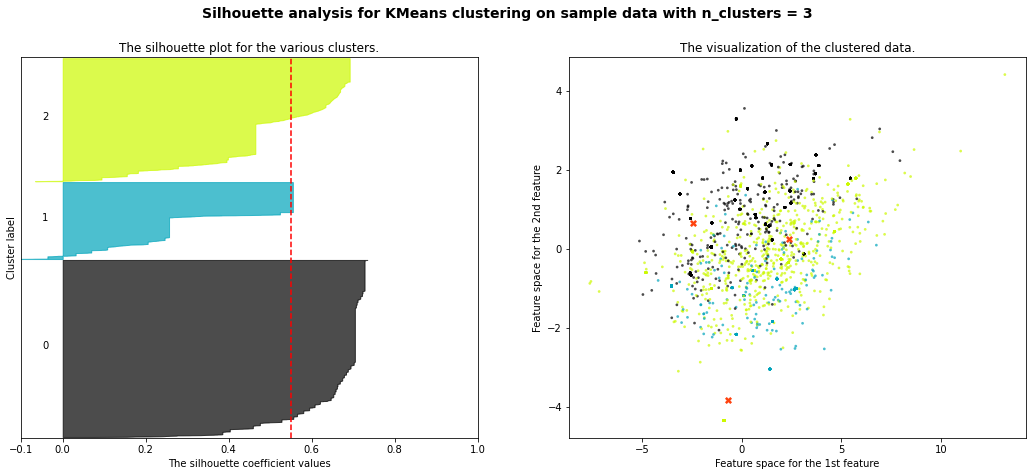 Silhouette analysis for KMeans clustering on sample data with n_clusters = 3
The silhouette plot for the various clusters.
2
1
0
Cluster label
−0.1 0.0 0.2 0.4 0.6 0.8 1.0
The silhouette coefficient values
The visualization of the clustered data.
4
2
0
−2
−4
Feature space for the 2nd feature
−5 0 5 10
Feature space for the 1st feature